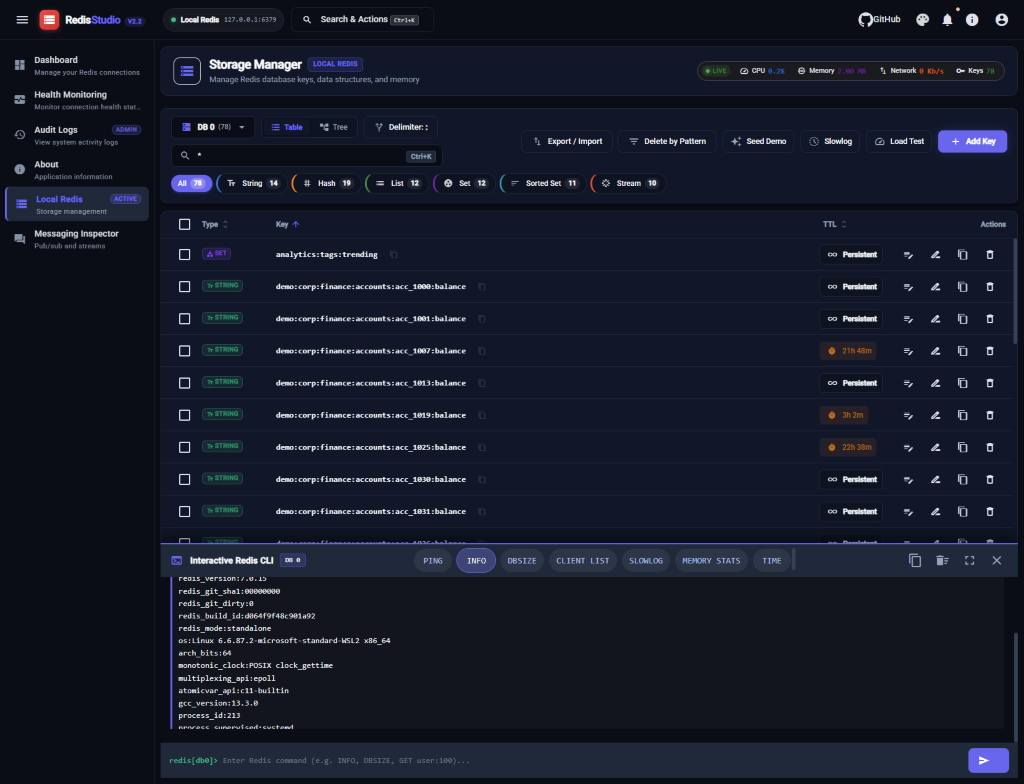 RedisStudio V2.2
Local Redis 127.0.0.1:6379
Search & Actions Ctrl+K
GitHub
Dashboard
Manage your Redis connections
Health Monitoring
Monitor connection health stat...
Audit Logs ADMIN
View system activity logs
About
Application information
Local Redis ACTIVE
Storage management
Messaging Inspector
Pub/sub and streams
Storage Manager LOCAL REDIS
Manage Redis database keys, data structures, and memory
LIVE CPU 0.2% Memory 2.00 MB Network 0 Kb/s Keys 78
DB 0 (78) Table Tree Delimiter: :
* Ctrl+K
Export / Import Delete by Pattern Seed Demo Slowlog Load Test + Add Key
All 78 String 14 # Hash 19 List 12 Set 12 Sorted Set 11 Stream 10
Type Key TTL Actions
SET analytics:tags:trending Persistent
STRING demo:corp:finance:accounts:acc_1000:balance Persistent
STRING demo:corp:finance:accounts:acc_1001:balance Persistent
STRING demo:corp:finance:accounts:acc_1007:balance 21h 48m
STRING demo:corp:finance:accounts:acc_1013:balance Persistent
STRING demo:corp:finance:accounts:acc_1019:balance 3h 2m
STRING demo:corp:finance:accounts:acc_1025:balance 22h 38m
STRING demo:corp:finance:accounts:acc_1030:balance Persistent
STRING demo:corp:finance:accounts:acc_1031:balance Persistent
Interactive Redis CLI DB 0
PING INFO DBSIZE CLIENT LIST SLOWLOG MEMORY STATS TIME
redis_version:7.0.15
redis_git_sha1:00000000
redis_git_dirty:0
redis_build_id:d064f9f48c901a92
redis_mode:standalone
os:Linux 6.6.87.2-microsoft-standard-WSL2 x86_64
arch_bits:64
monotonic_clock:POSIX clock_gettime
multiplexing_api:epoll
atomicvar_api:c11-builtin
gcc_version:13.3.0
process_id:213
process_supervised:systemd
redis[db0]> Enter Redis command (e.g. INFO, DBSIZE, GET user:100)...